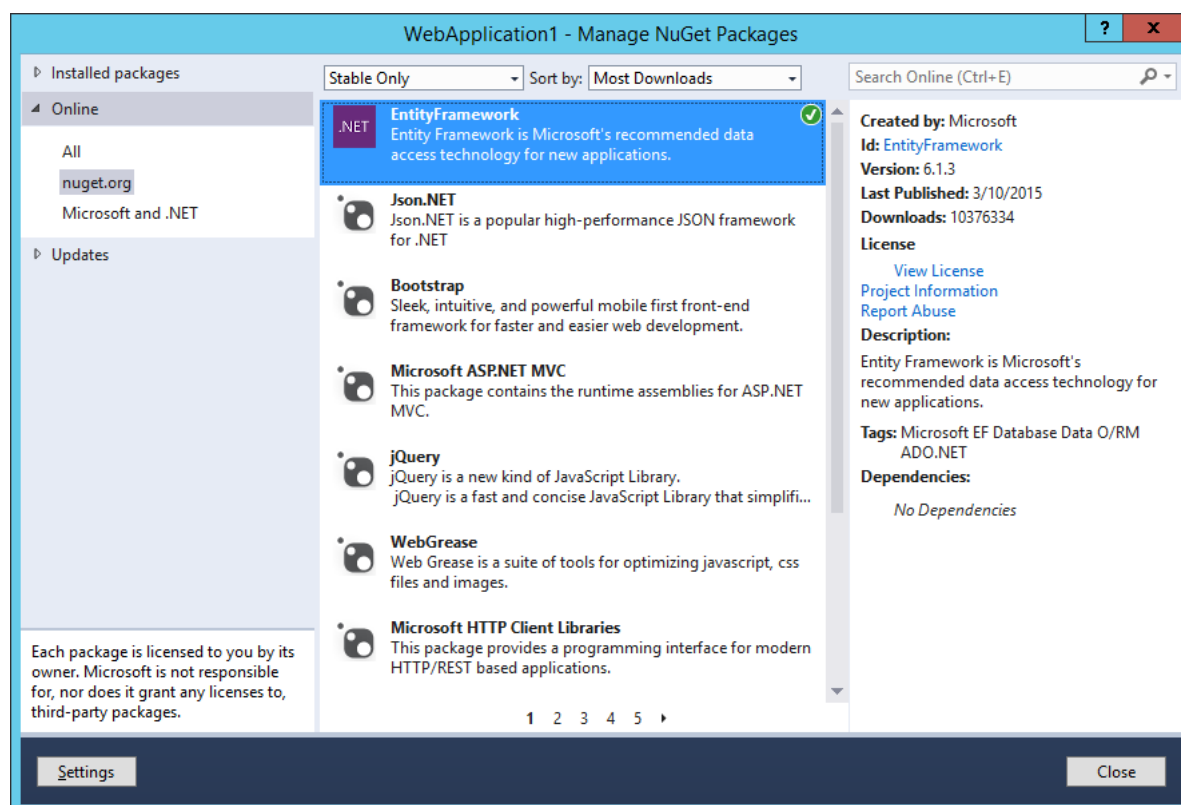 WebApplication1 - Manage NuGet Packages
?
x
Installed packages
Online
All
nuget.org
Microsoft and .NET
Updates
Each package is licensed to you by its
owner. Microsoft is not responsible
for, nor does it grant any licenses to,
third-party packages.
Stable Only
Sort by:
Most Downloads
.NET
EntityFramework
Entity Framework is Microsoft's recommended data
access technology for new applications.
Json.NET
Json.NET is a popular high-performance JSON framework
for .NET
Bootstrap
Sleek, intuitive, and powerful mobile first front-end
framework for faster and easier web development.
Microsoft ASP.NET MVC
This package contains the runtime assemblies for ASP.NET
MVC.
jQuery
jQuery is a new kind of JavaScript Library.
jQuery is a fast and concise JavaScript Library that simplifi...
WebGrease
Web Grease is a suite of tools for optimizing javascript, css
files and images.
Microsoft HTTP Client Libraries
This package provides a programming interface for modern
HTTP/REST based applications.
1 2 3 4 5
Search Online (Ctrl+E)
Created by: Microsoft
Id: EntityFramework
Version: 6.1.3
Last Published: 3/10/2015
Downloads: 10376334
License
View License
Project Information
Report Abuse
Description:
Entity Framework is Microsoft's
recommended data access technology for
new applications.
Tags: Microsoft EF Database Data O/RM
ADO.NET
Dependencies:
No Dependencies
Settings
Close